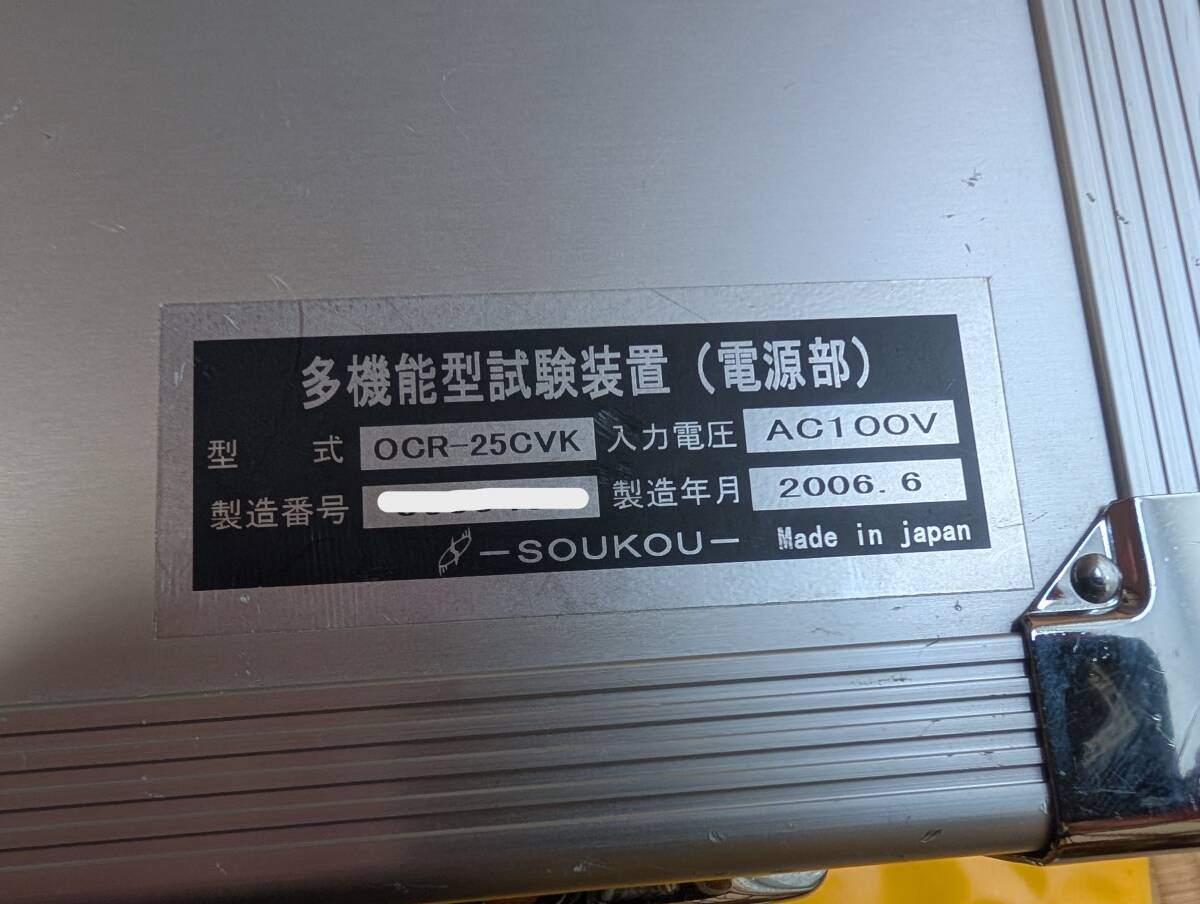 多機能型試験装置（電源部）
型 式 OCR-25CVK 入力電圧 AC100V
製造番号 製造年月 2006. 6
-SOUKOU- Made in japan